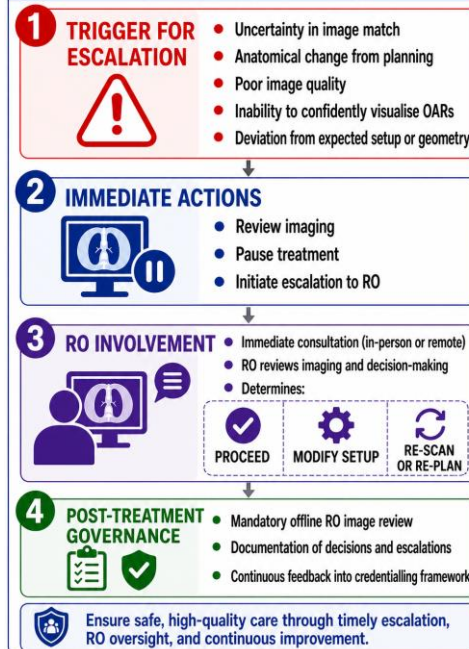 1
TRIGGER FOR
ESCALATION
Uncertainty in image match
Anatomical change from planning
Poor image quality
Inability to confidently visualise OARs
Deviation from expected setup or geometry
2
IMMEDIATE ACTIONS
Review imaging
Pause treatment
Initiate escalation to RO
3
RO INVOLVEMENT
Immediate consultation (in-person or remote)
RO reviews imaging and decision-making
Determines:
PROCEED
MODIFY SETUP
RE-SCAN
OR RE-PLAN
4
POST-TREATMENT
GOVERNANCE
Mandatory offline RO image review
Documentation of decisions and escalations
Continuous feedback into credentialling framework
Ensure safe, high-quality care through timely escalation,
RO oversight, and continuous improvement.